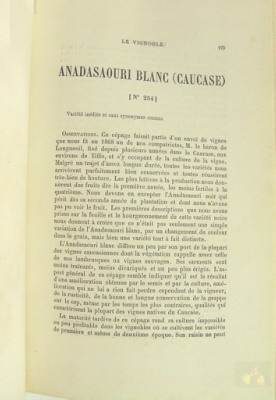 LE VIGNOBLE.
ANADASAOURI BLANC (CAUCASE)
[N° 254]
Variété inédite et sans synonymes connus.
OBSERVATIONS. Ce cépage faisait partie d'un envoi de vignes
que nous fit en 1868 un de nos compatriotes, M. le baron de
Longueuil, fixé depuis plusieurs années dans le Caucase, aux
environs de Tiflis, et s'y occupant de la culture de la vigne.
Malgré un trajet d'assez longue durée, toutes les variétés nous
arrivèrent parfaitement bien conservées et toutes réussirent
très-bien de bouture. Les plus hâtives à la production nous don-
nèrent des fruits dès la première année, les moins fertiles à la
quatrième. Nous devons en excepter l'Anadasaouri noir qui
périt dès sa seconde année de plantation et dont nous n'avons
pas pu voir le fruit. Les premières descriptions que nous avons
prises sur la feuille et le bourgeonnement de cette variété noire
nous donnent à croire que ce n'était pas seulement une simple
variation de l'Anadasaouri blanc, par un changement de couleur
dans le grain, mais bien une variété tout à fait distincte.
L'Anadasaouri blanc diffère un peu par son port de la plupart
des vignes caucasiennes dont la végétation rappelle assez celle
de nos lambrusques ou vignes sauvages. Ses sarments sont
moins traînants, moins divariqués et un peu plus érigés. L'as-
pect général de ce cépage semble indiquer qu'il est le résultat
d'une amélioration obtenue par le semis et par la culture, amé-
lioration qui ne lui a rien fait perdre cependant de la vigueur,
de la rusticité, de la bonne et longue conservation de la grappe
sur le cep, même par les temps les plus contraires, qualités qui
caractérisent la plupart des vignes natives du Caucase.
La maturité tardive de ce cépage rend sa culture impossible
ou peu profitable dans les vignobles où se cultivent les variétés
de première et même de deuxième époque. Son raisin ne peut